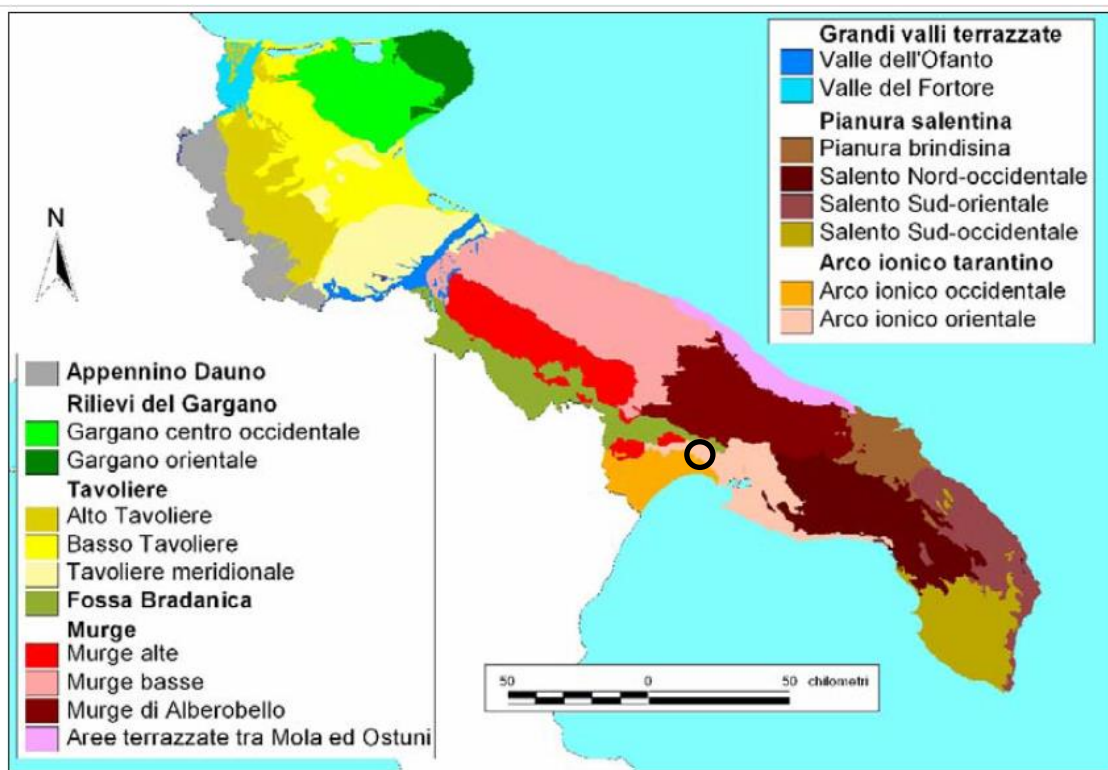 Grandi valli terrazzate
Valle dell'Ofanto
Valle del Fortore
Pianura salentina
Pianura brindisina
Salento Nord-occidentale
Salento Sud-orientale
Salento Sud-occidentale
Arco ionico tarantino
Arco ionico occidentale
Arco ionico orientale
N
Appennino Dauno
Rilievi del Gargano
Gargano centro occidentale
Gargano orientale
Tavoliere
Alto Tavoliere
Basso Tavoliere
Tavoliere meridionale
Fossa Bradanica
Murge
Murge alte
Murge basse
Murge di Alberobello
Aree terrazzate tra Mola ed Ostuni
50 0 50 chilometri